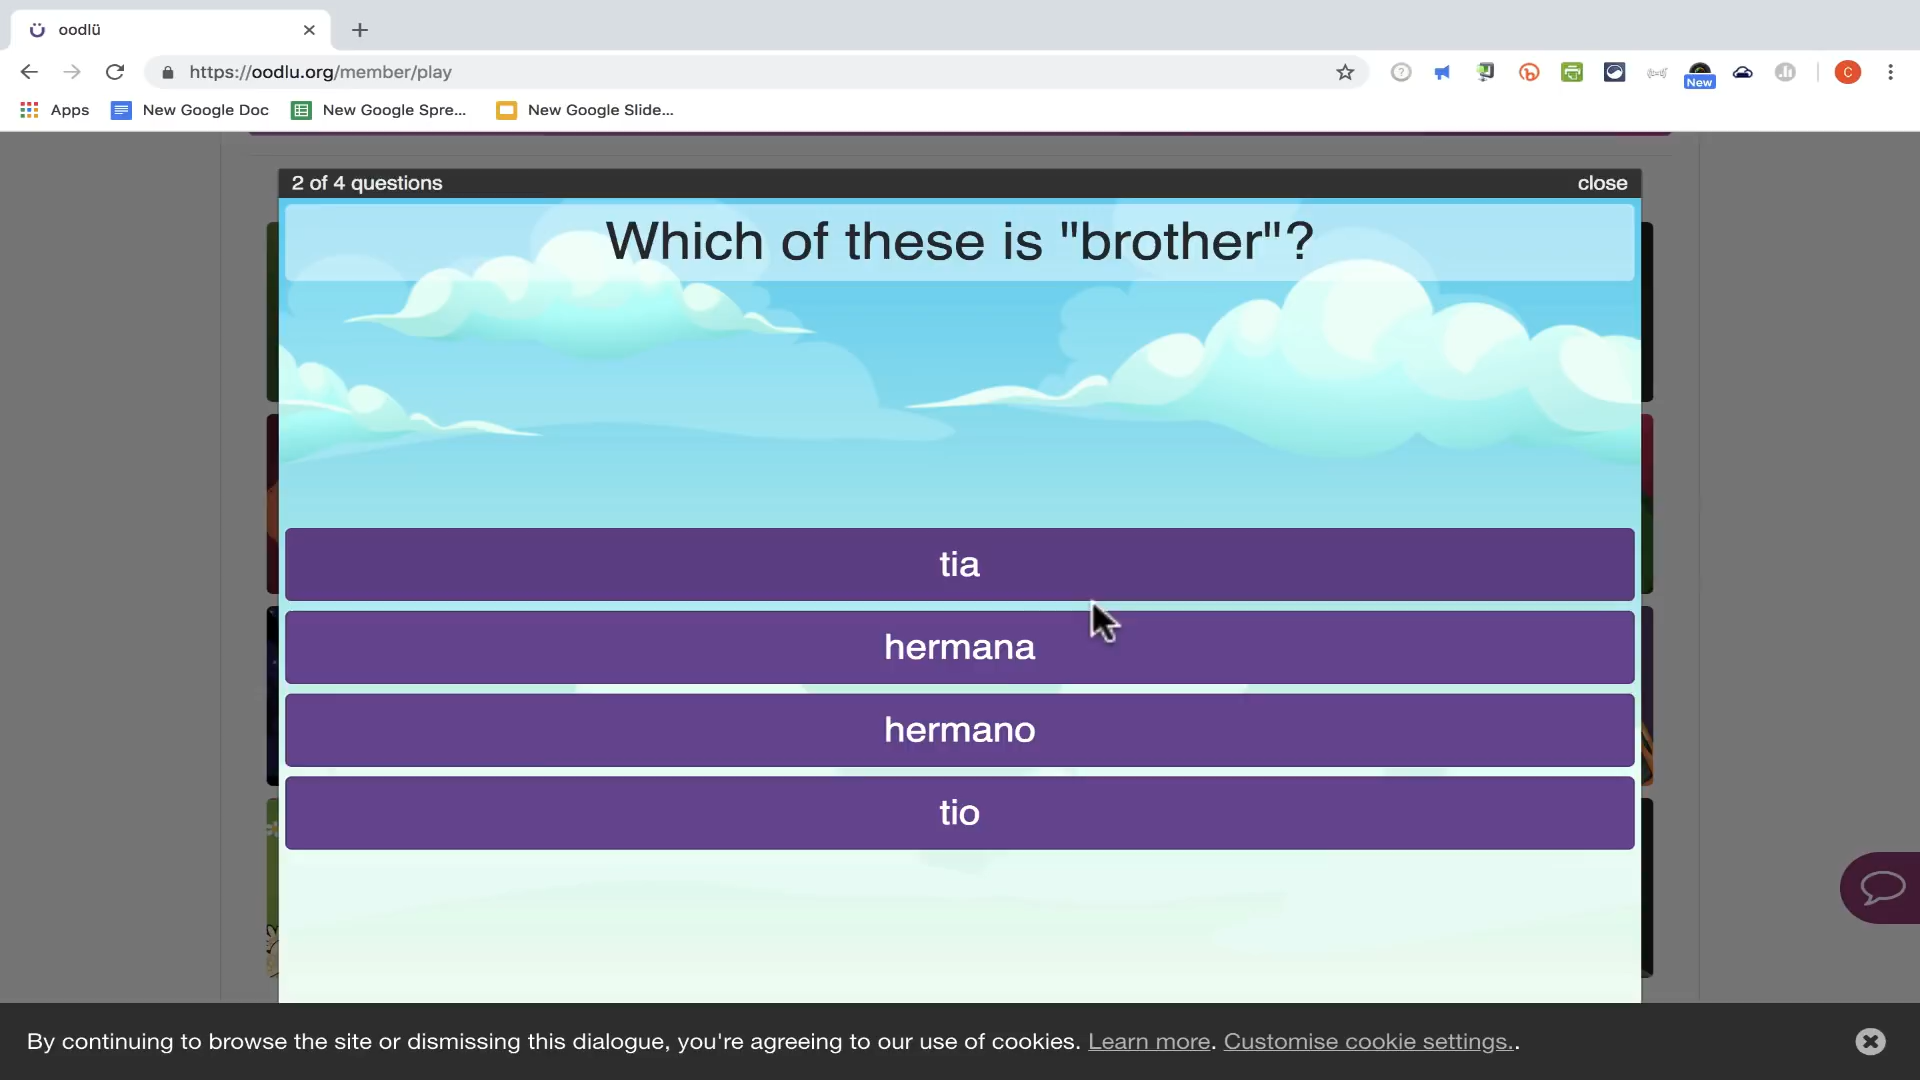 oodlü
https://oodlu.org/member/play
New
C
Apps
New Google Doc
New Google Spre...
New Google Slide...
2 of 4 questions
close
Which of these is "brother"?
tia
hermana
hermano
tio
By continuing to browse the site or dismissing this dialogue, you're agreeing to our use of cookies. Learn more. Customise cookie settings..